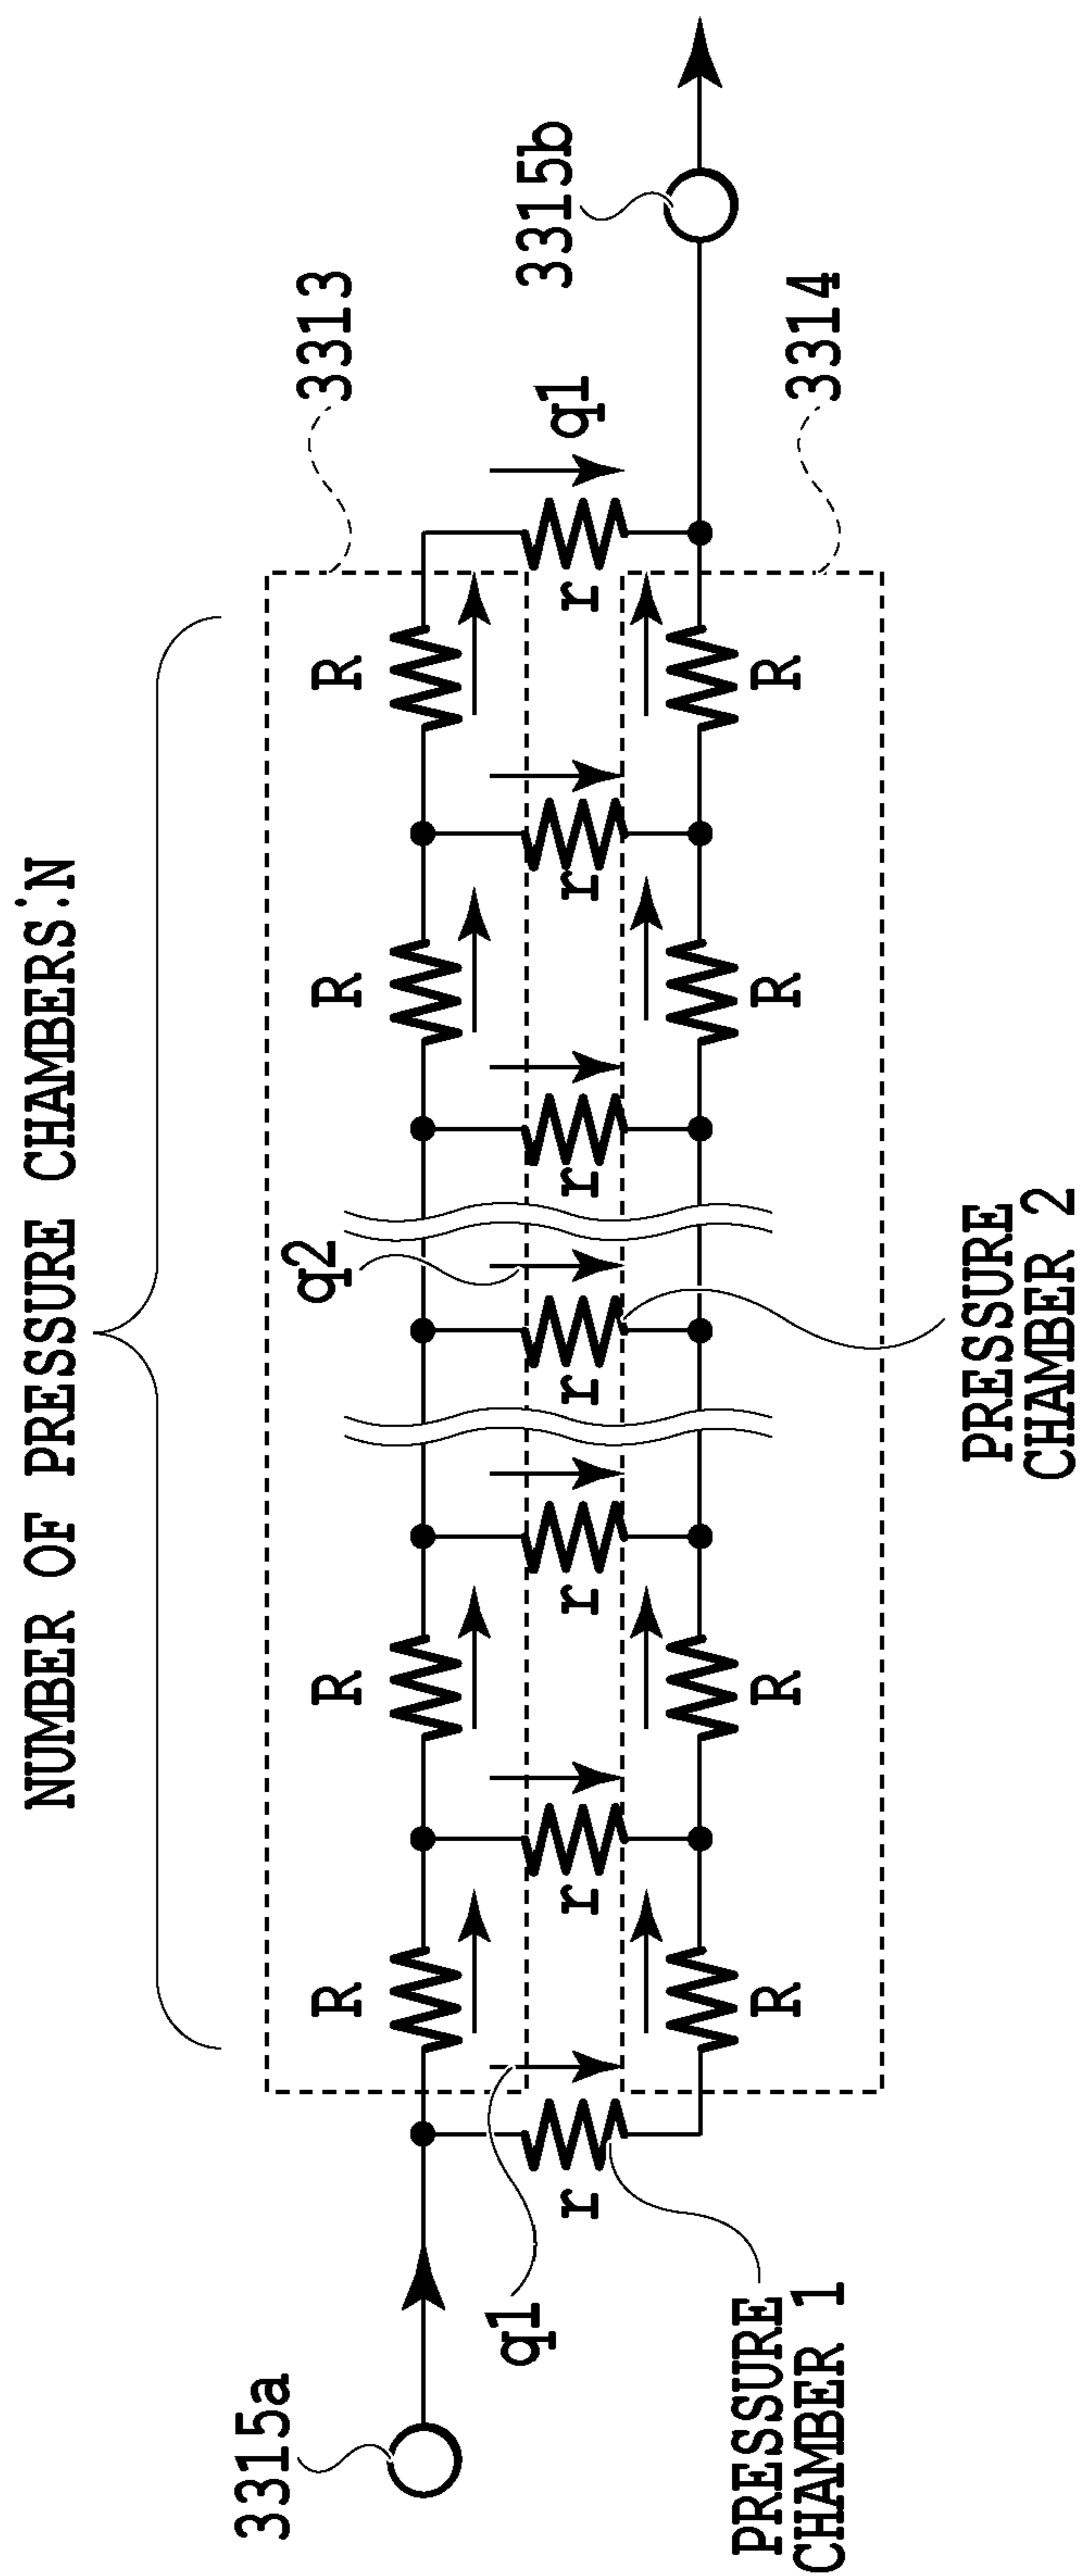 NUMBER OF PRESSURE CHAMBERS:N
3315a
3313
q2
R
R
R
R
q1
3315b
r
r
r
r
r
r
r
q1
R
R
R
R
3314
PRESSURE
CHAMBER 1
PRESSURE
CHAMBER 2